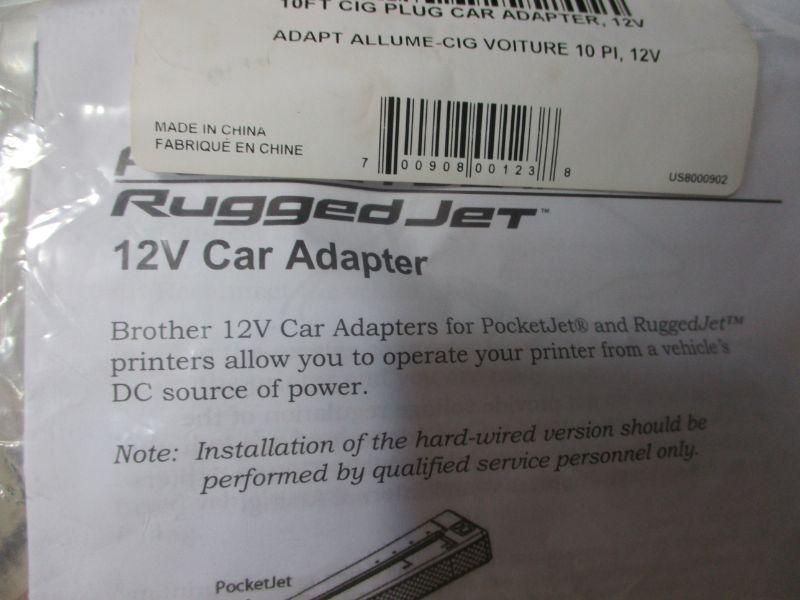 10FT CIG PLUG CAR ADAPTER, 12V
ADAPT ALLUME-CIG VOITURE 10 PI, 12V
MADE IN CHINA
FABRIQUÉ EN CHINE
7 00908 00123 8
US8000902
RuggedJet™
12V Car Adapter
Brother 12V Car Adapters for PocketJet® and RuggedJet™
printers allow you to operate your printer from a vehicle's
DC source of power.
Note: Installation of the hard-wired version should be
performed by qualified service personnel only.
PocketJet